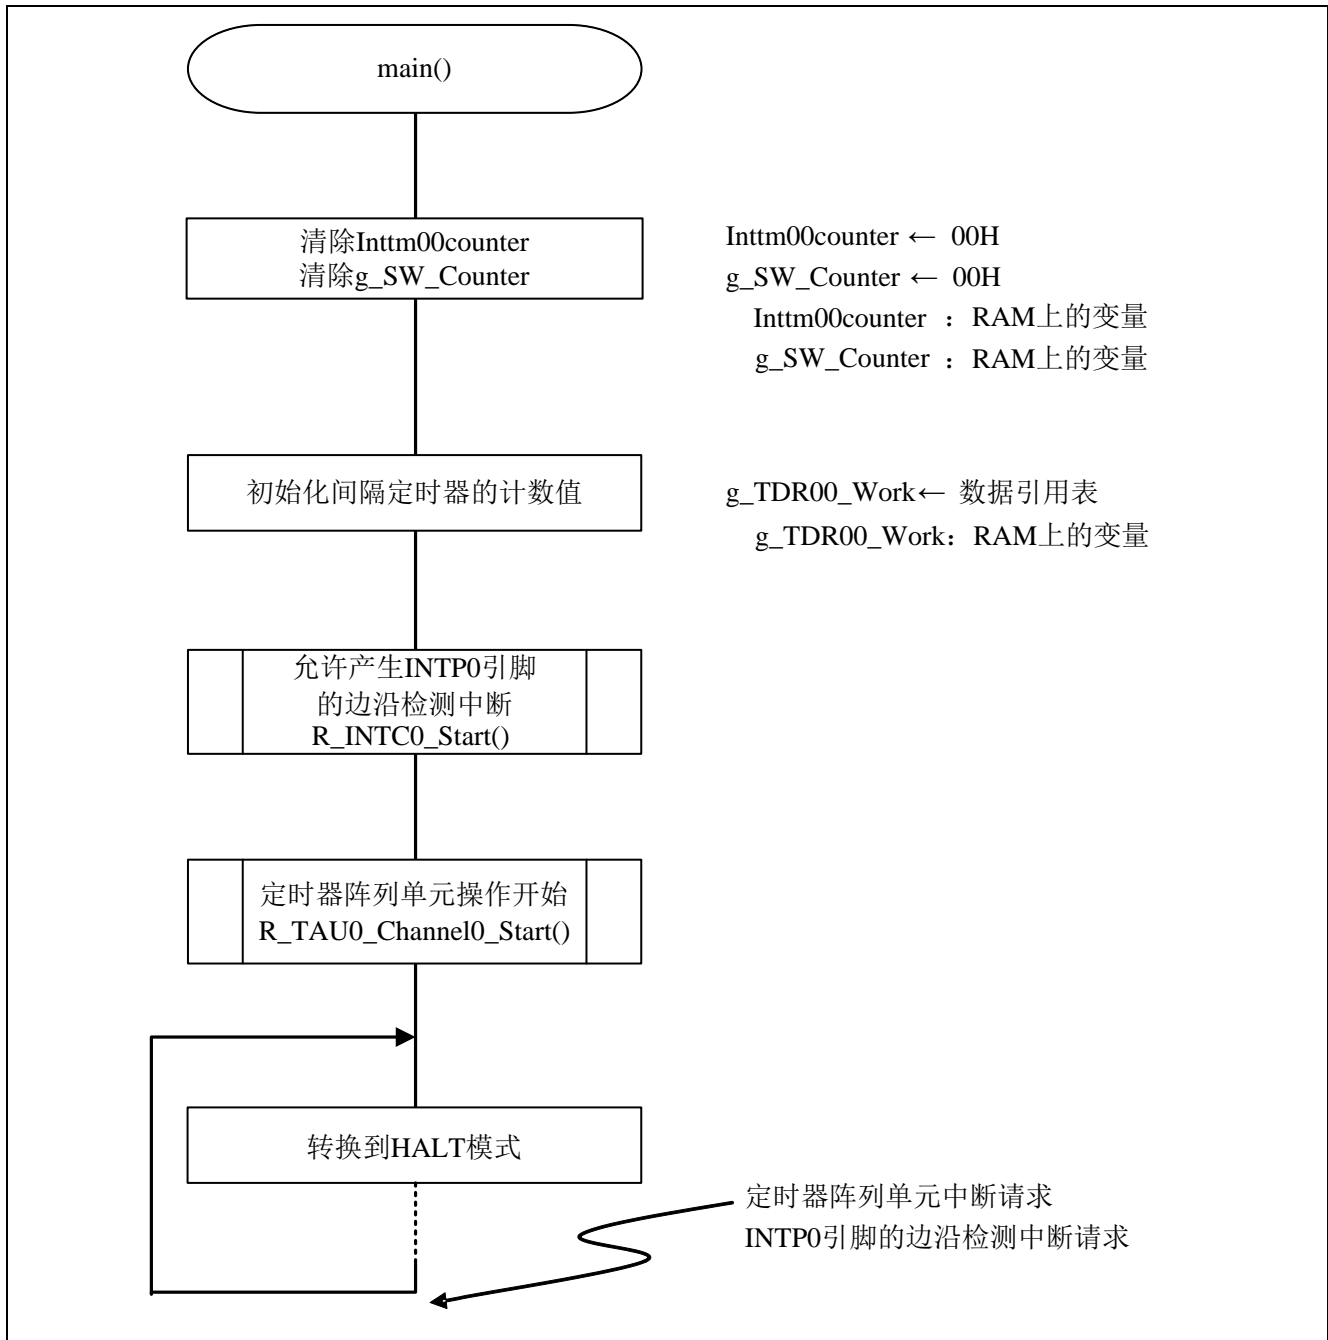 main()
清除Inttm00counter
清除g_SW_Counter
Inttm00counter ← 00H
g_SW_Counter ← 00H
Inttm00counter ：RAM上的变量
g_SW_Counter ：RAM上的变量
初始化间隔定时器的计数值
g_TDR00_Work← 数据引用表
g_TDR00_Work：RAM上的变量
允许产生INTP0引脚
的边沿检测中断
R_INTC0_Start()
定时器阵列单元操作开始
R_TAU0_Channel0_Start()
转换到HALT模式
定时器阵列单元中断请求
INTP0引脚的边沿检测中断请求